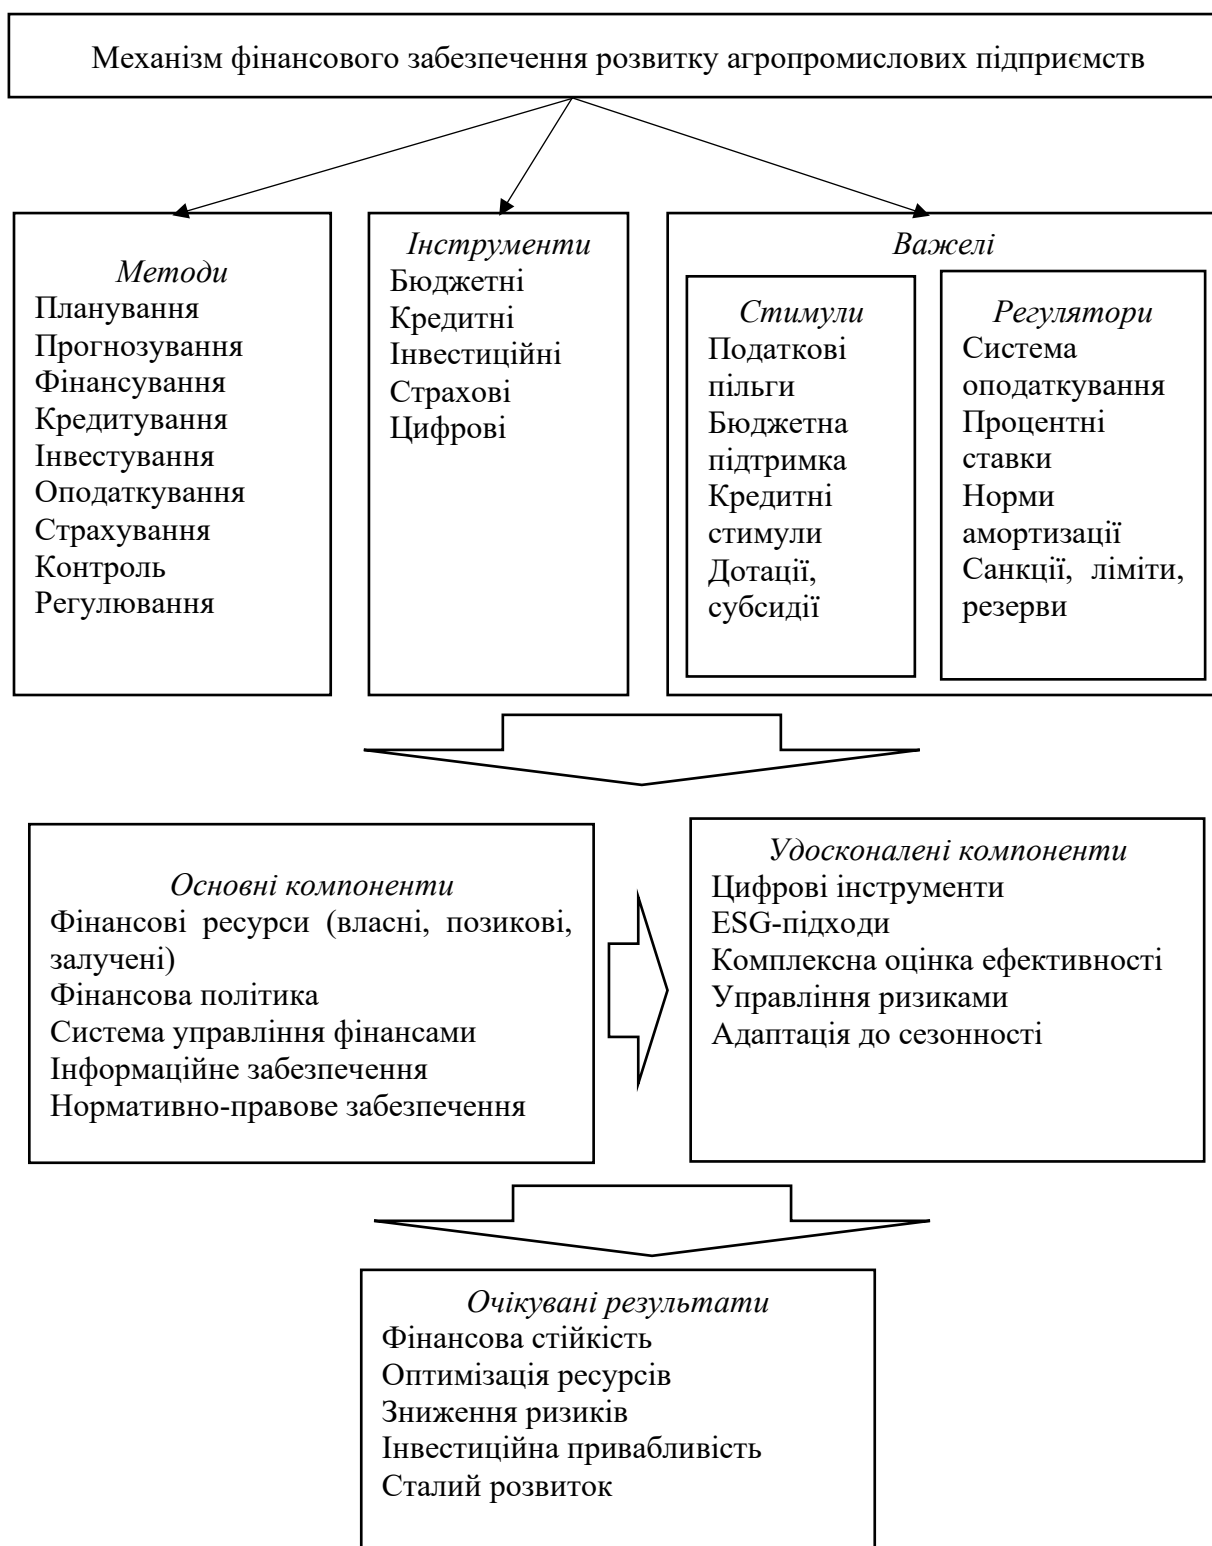 Механізм фінансового забезпечення розвитку агропромислових підприємств
Методи
Планування
Прогнозування
Фінансування
Кредитування
Інвестування
Оподаткування
Страхування
Контроль
Регулювання
Інструменти
Бюджетні
Кредитні
Інвестиційні
Страхові
Цифрові
Важелі
Стимули
Податкові
пільги
Бюджетна
підтримка
Кредитні
стимули
Дотації,
субсидії
Регулятори
Система
оподаткування
Процентні
ставки
Норми
амортизації
Санкції, ліміти,
резерви
Основні компоненти
Фінансові ресурси (власні, позикові,
залучені)
Фінансова політика
Система управління фінансами
Інформаційне забезпечення
Нормативно-правове забезпечення
Удосконалені компоненти
Цифрові інструменти
ESG-підходи
Комплексна оцінка ефективності
Управління ризиками
Адаптація до сезонності
Очікувані результати
Фінансова стійкість
Оптимізація ресурсів
Зниження ризиків
Інвестиційна привабливість
Сталий розвиток